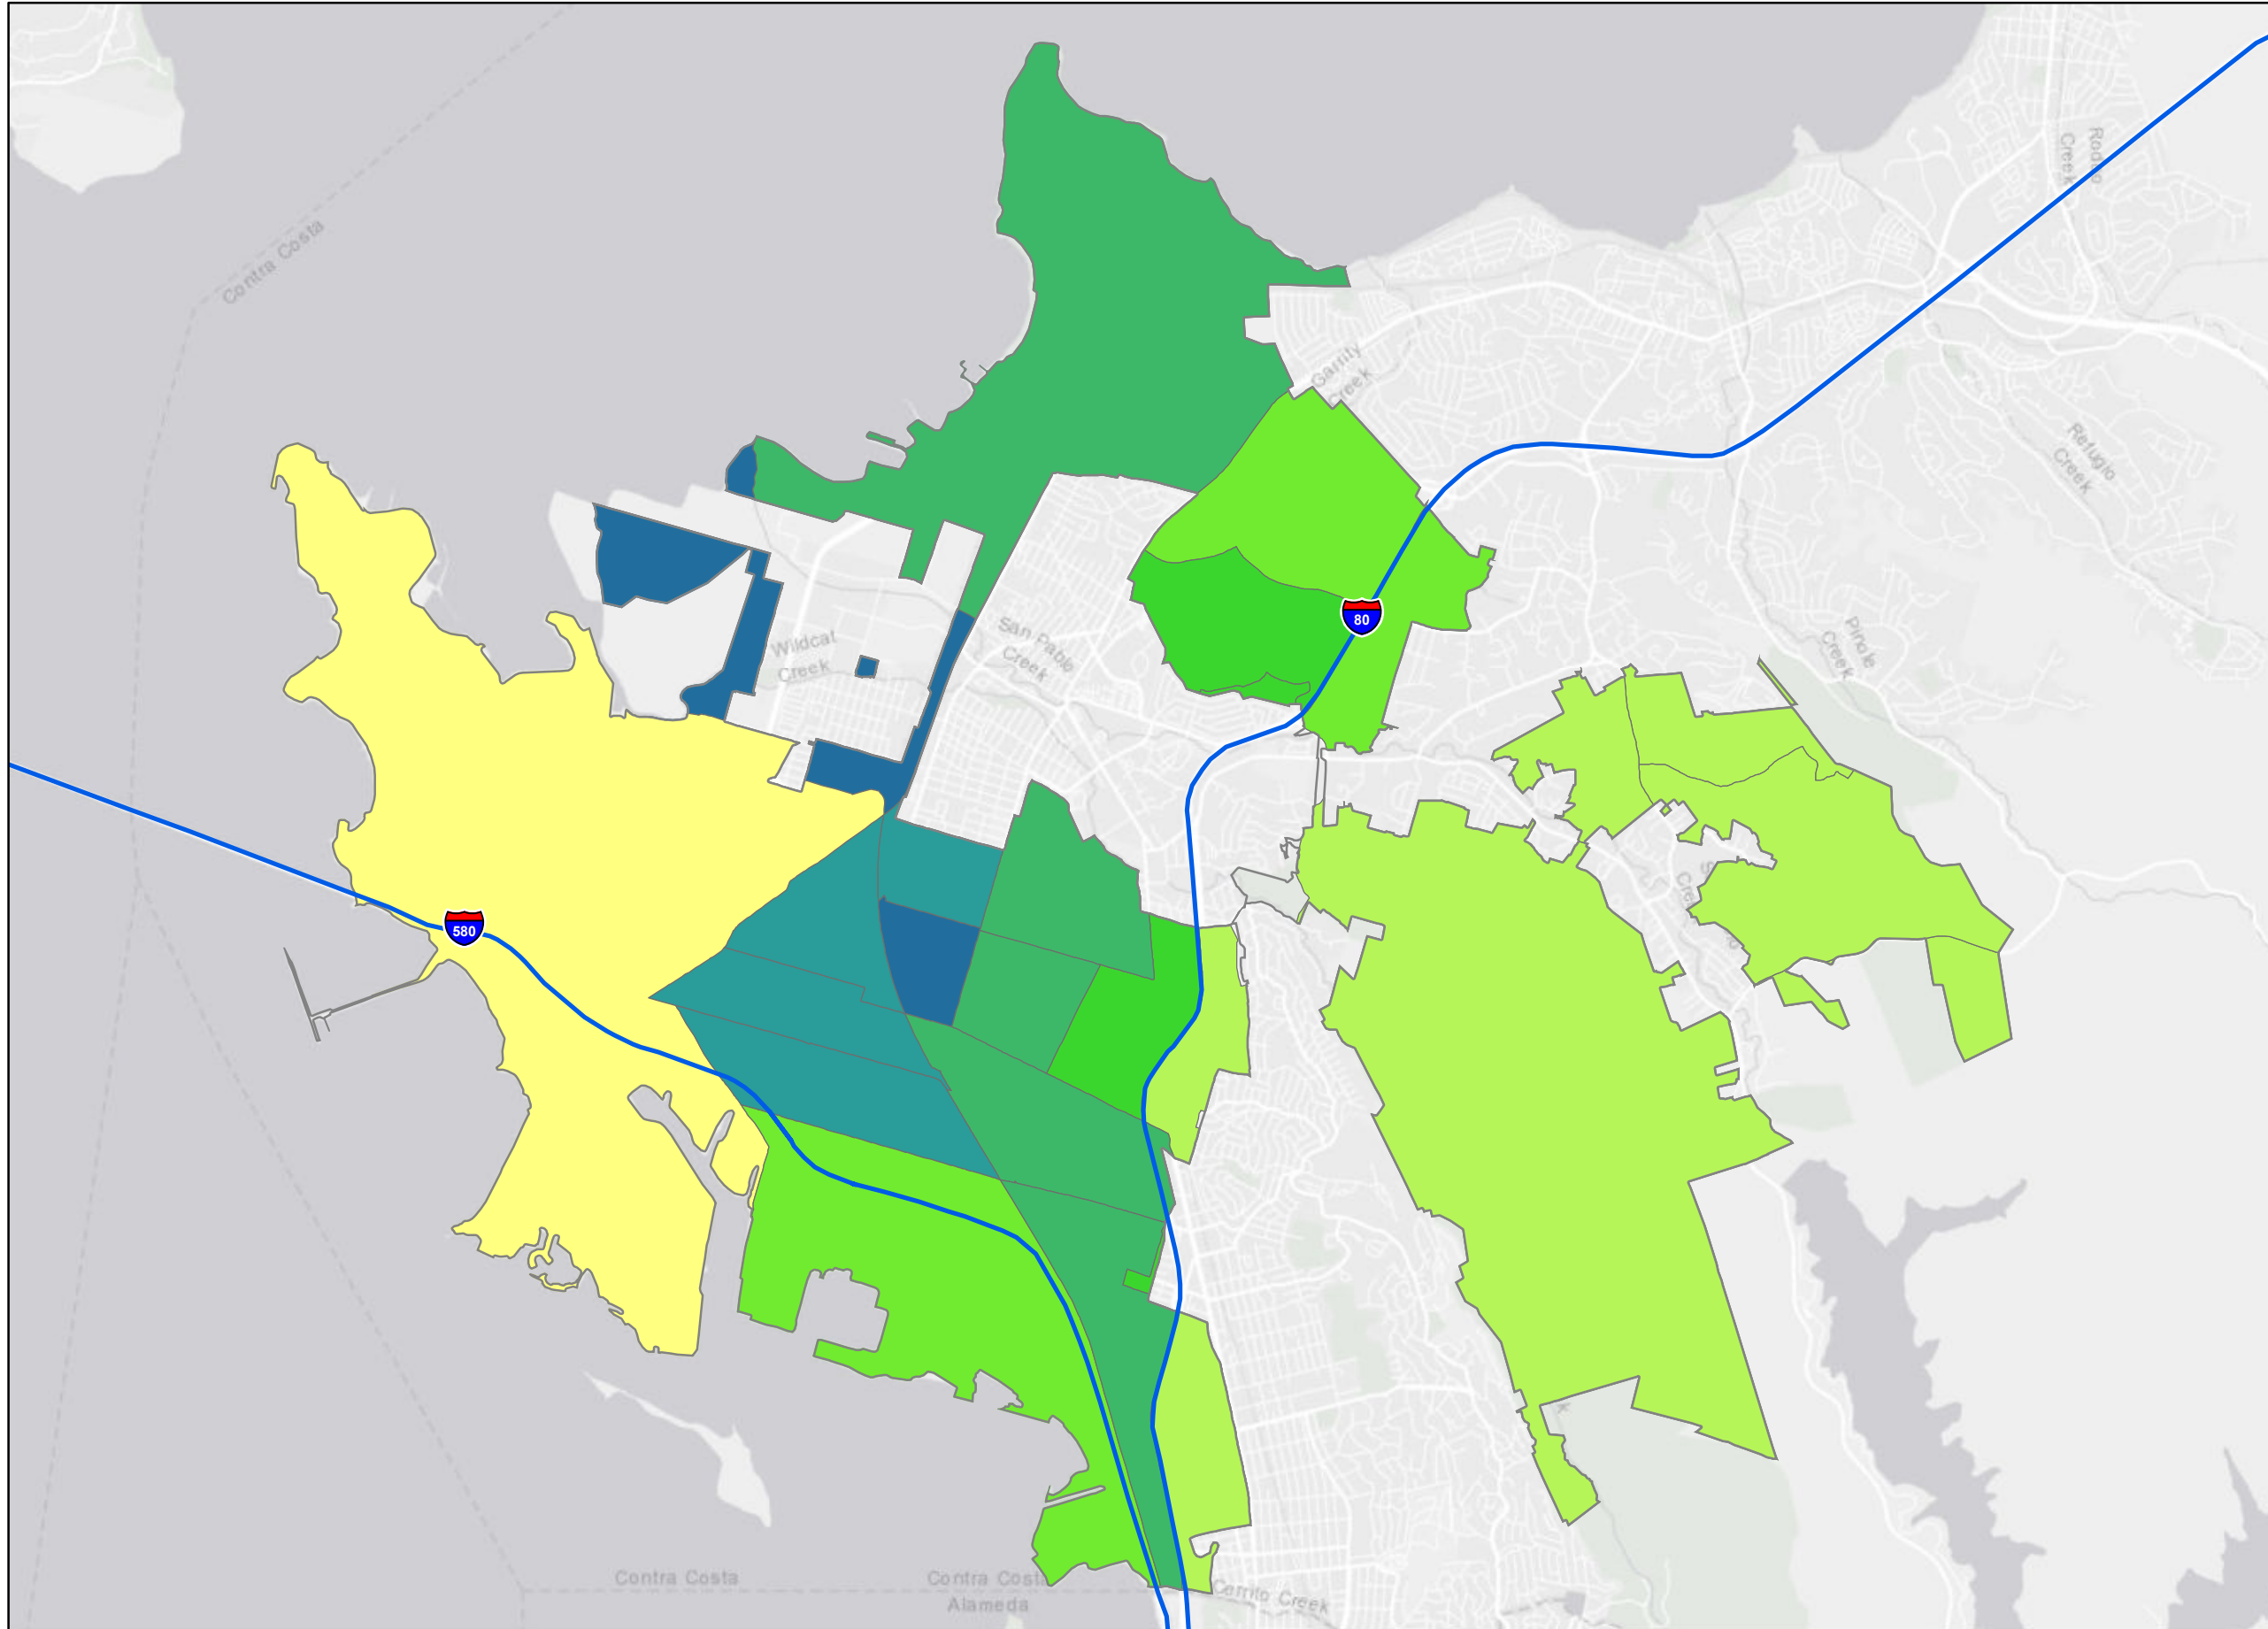 Contra Costa
Rodeo
Creek
Garrity
Creek
Refugio
Creek
80
Wildcat
Creek
San Pablo
Creek
Pinole
Creek
580
Contra Costa
Contra Costa
Alameda
Cerrito Creek